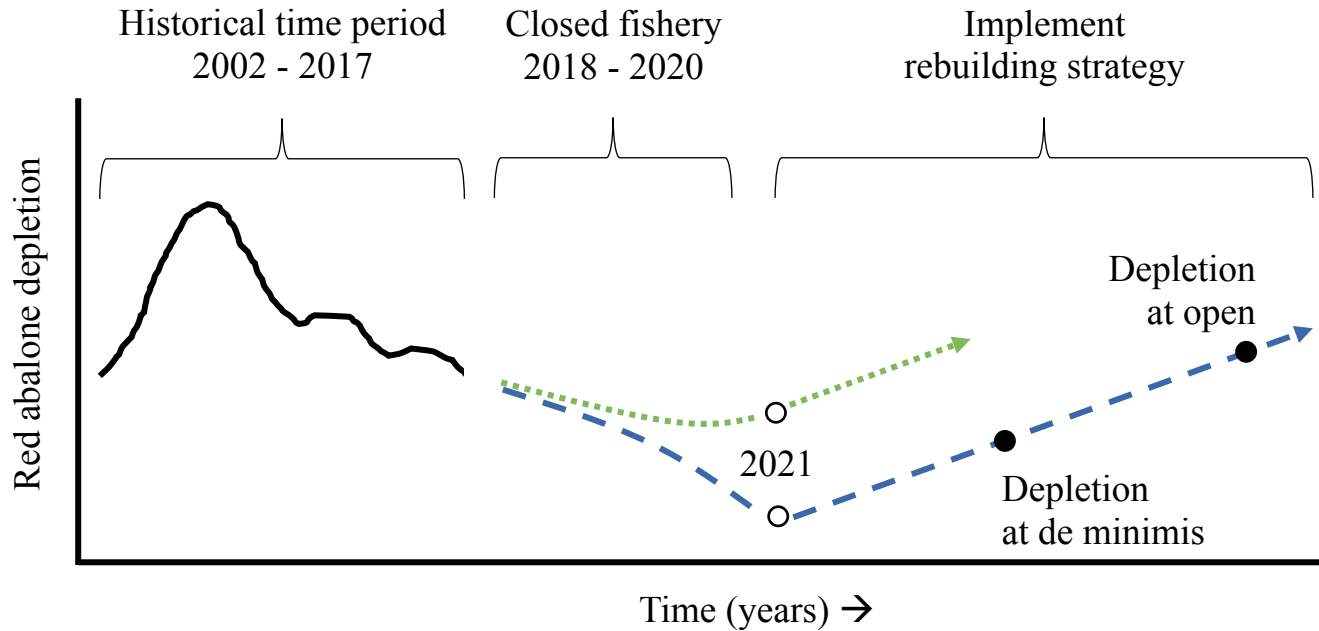 Historical time period
2002 - 2017
Closed fishery
2018 - 2020
Implement
rebuilding strategy
Red abalone depletion
Depletion
at open
2021
Depletion
at de minimis
Time (years) →